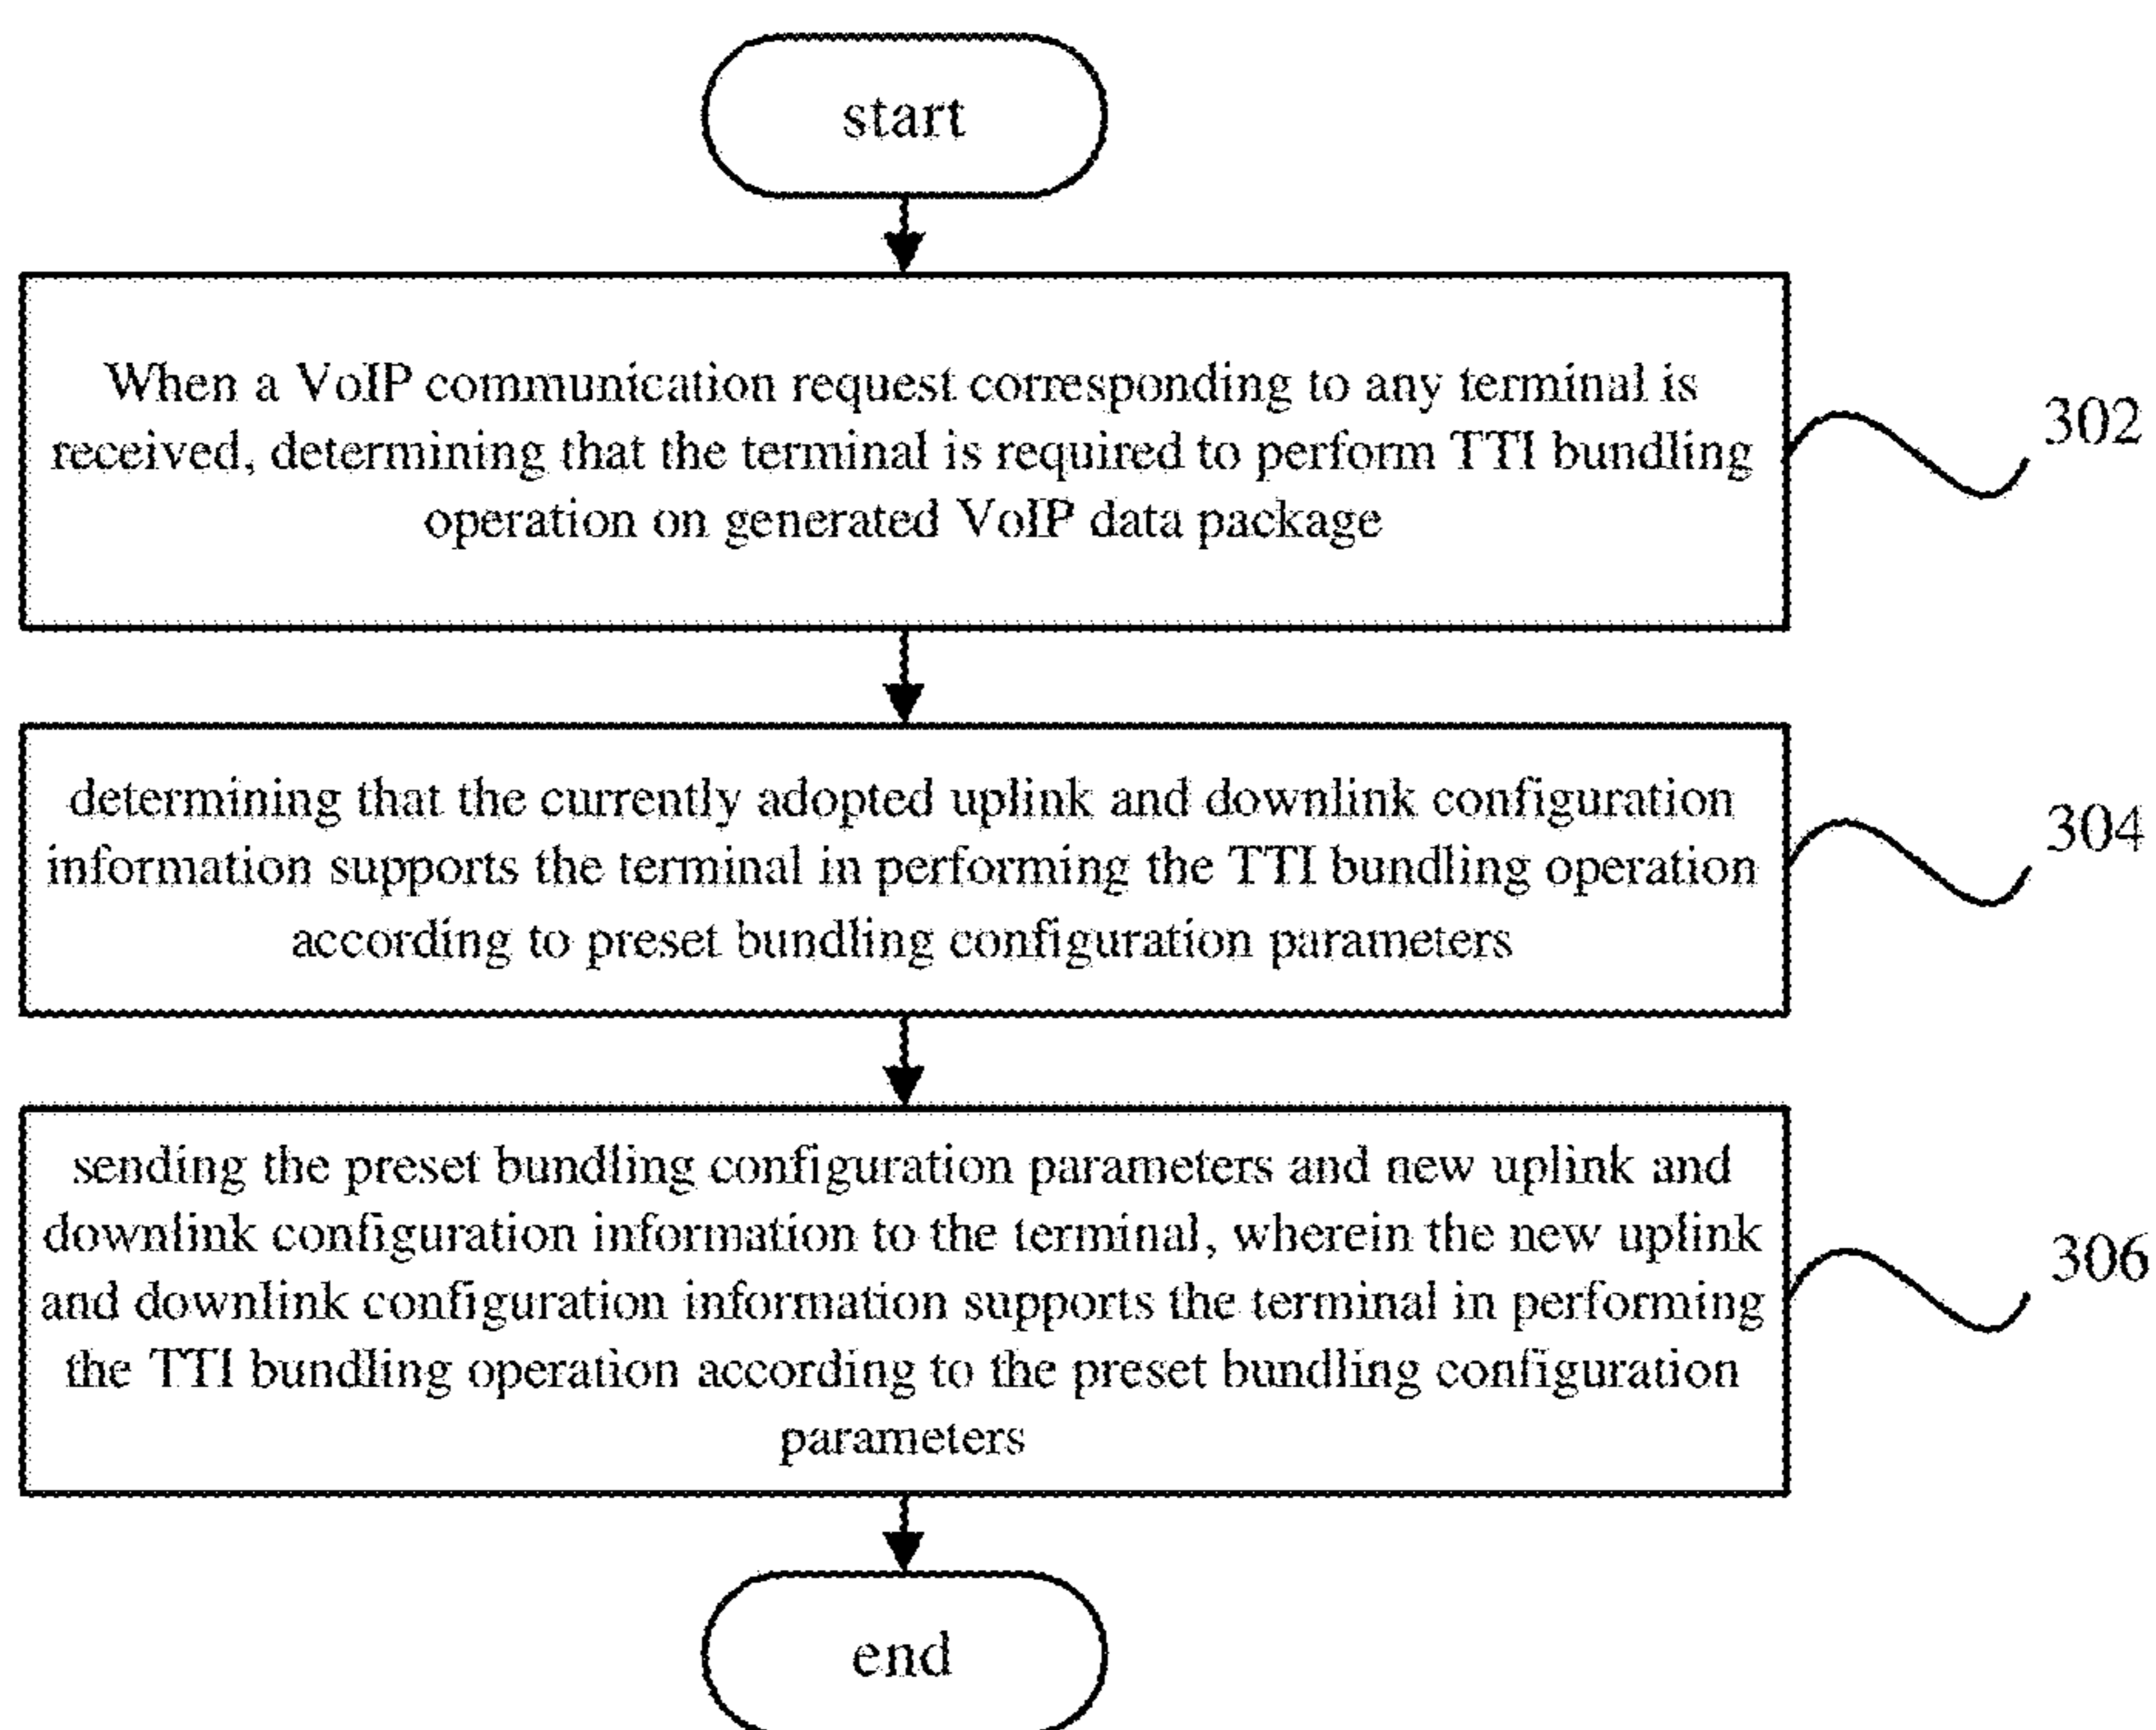 start
When a VoIP communication request corresponding to any terminal is
received, determining that the terminal is required to perform TTI bundling
operation on generated VoIP data package
302
determining that the currently adopted uplink and downlink configuration
information supports the terminal in performing the TTI bundling operation
according to preset bundling configuration parameters
304
sending the preset bundling configuration parameters and new uplink and
downlink configuration information to the terminal, wherein the new uplink
and downlink configuration information supports the terminal in performing
the TTI bundling operation according to the preset bundling configuration
parameters
306
end